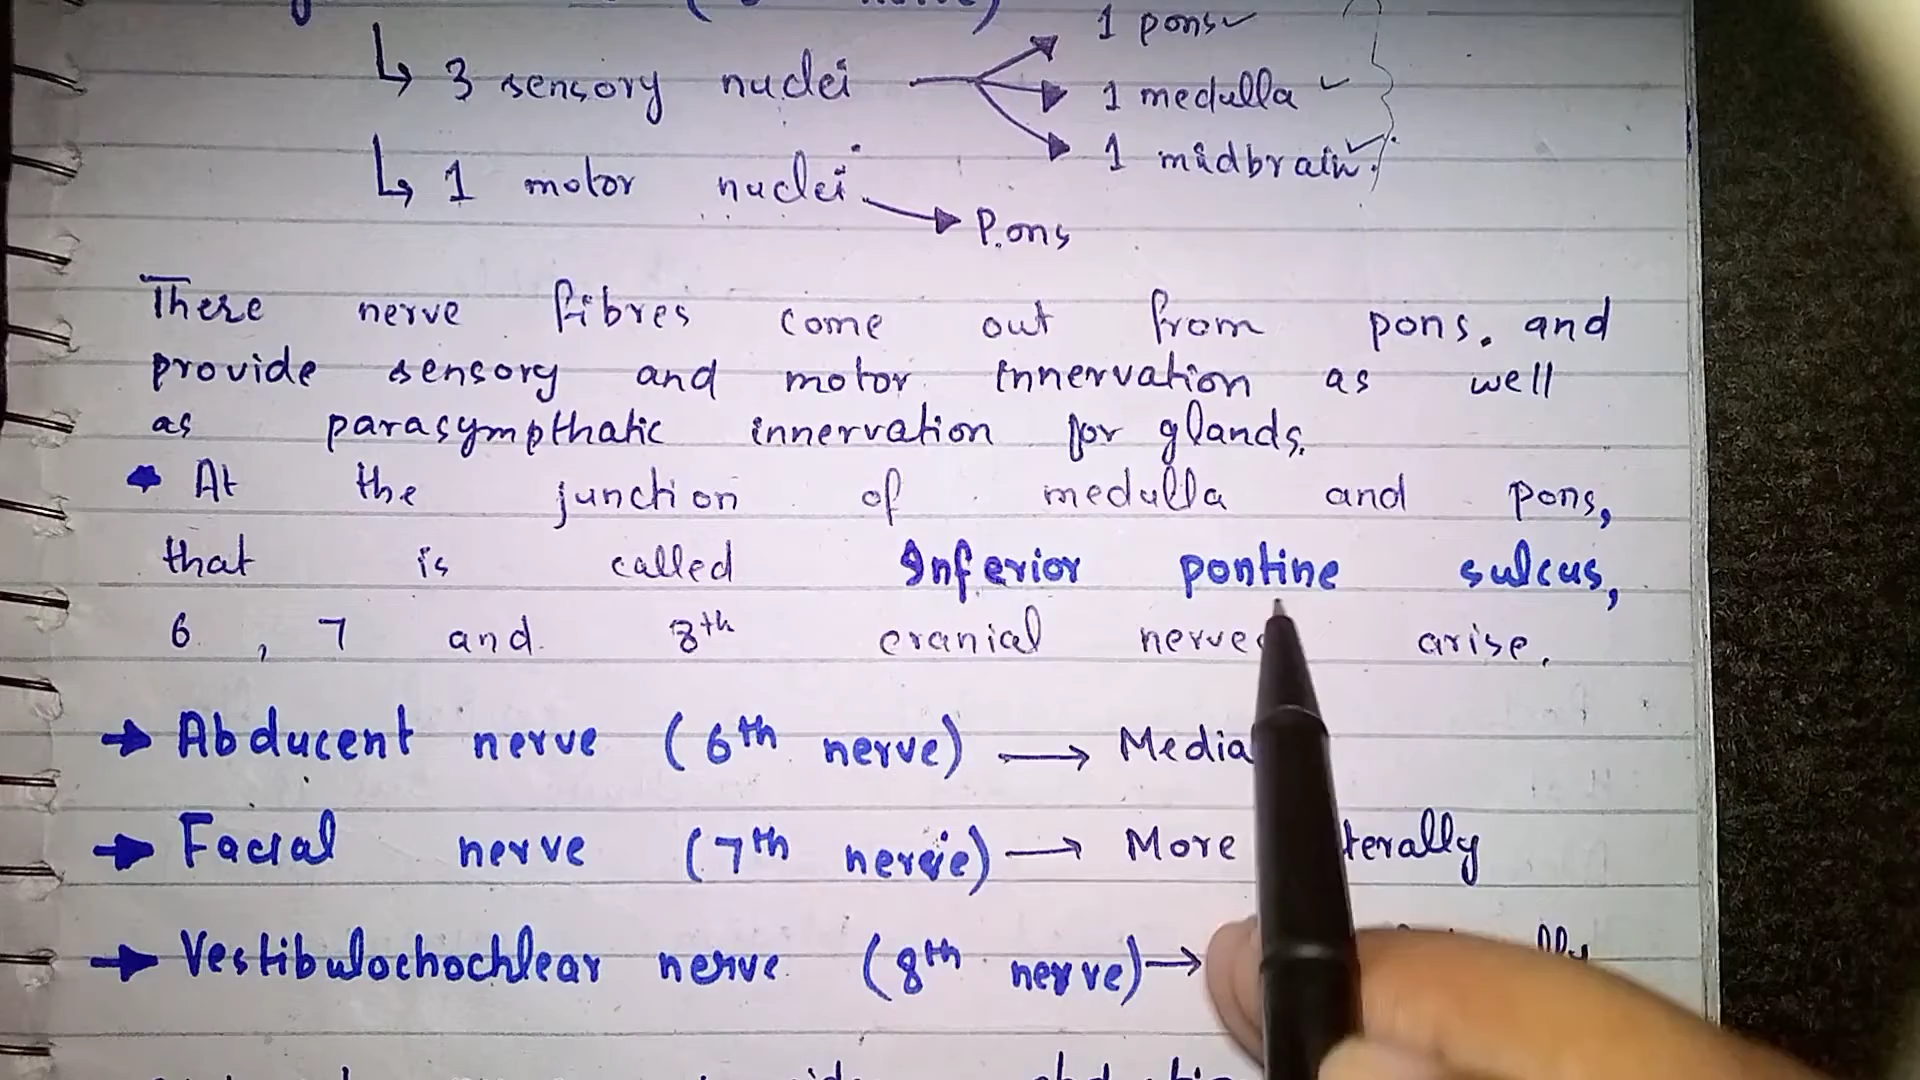 1 pons
3 sensory nuclei
1 medulla
1 midbrain
1 motor nuclei
Pons
There nerve fibres come out from pons. and
provide sensory and motor innervation as well
as parasympthatic innervation for glands.
At the junction of medulla and pons,
that is called Inferior pontine sulcus,
6, 7 and 8th cranial nerves arise.
→ Abducent nerve (6th nerve) → Media
→ Facial nerve (7th nerve) → More terally
→ Vestibulochochlear nerve (8th nerve) →